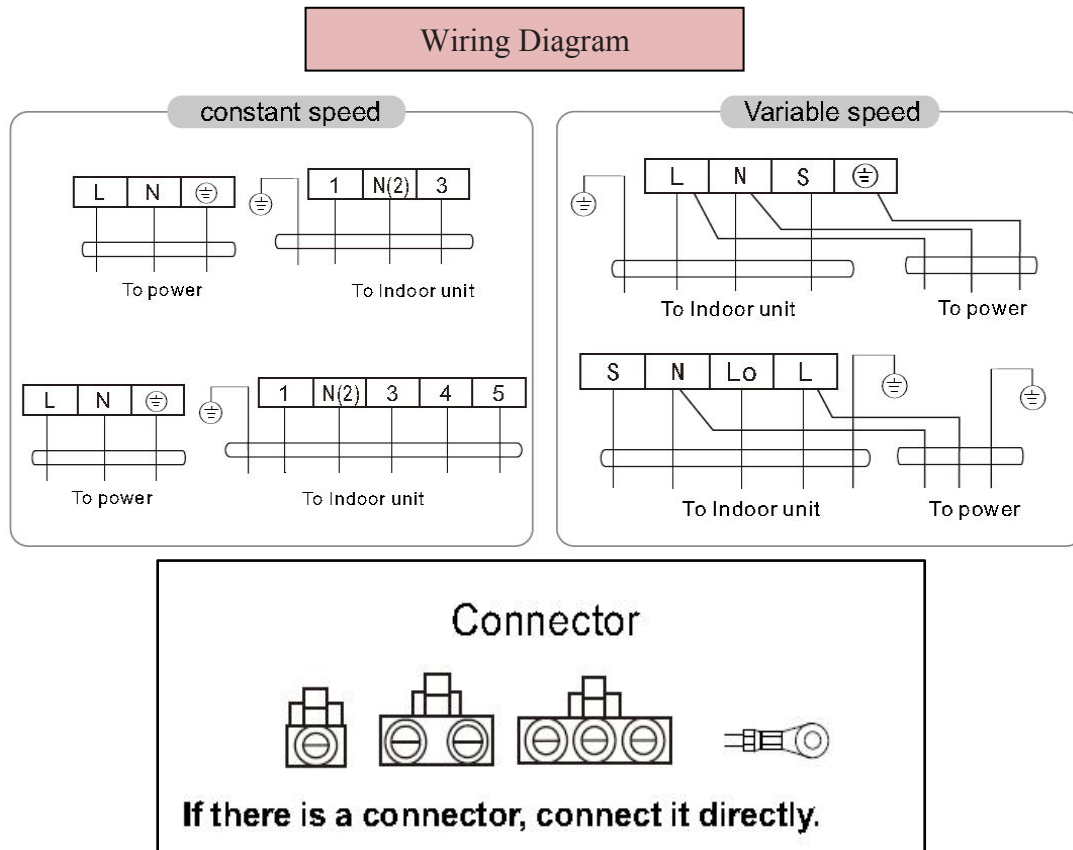 Wiring Diagram
constant speed
L N
1 N(2) 3
To power
To Indoor unit
L N
1 N(2) 3 4 5
To power
To Indoor unit
Variable speed
L N S
To Indoor unit
To power
S N Lo L
To Indoor unit
To power
Connector
If there is a connector, connect it directly.